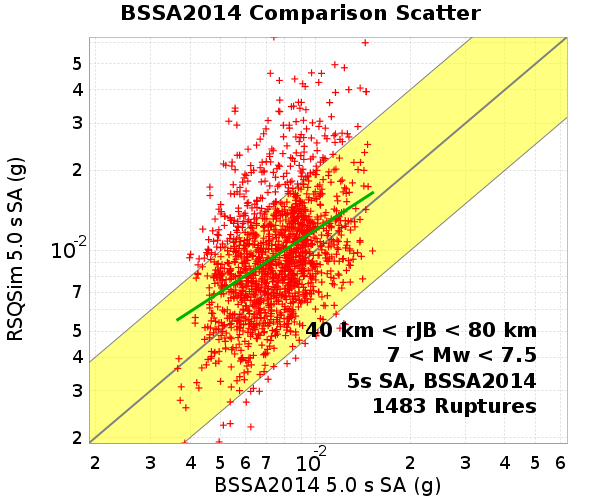 BSSA2014 Comparison Scatter
RSQSim 5.0 s SA (g)
5
4
3
2
10-2
7
5
4
3
2
40 km < rJB < 80 km
7 < Mw < 7.5
5s SA, BSSA2014
1483 Ruptures
2 3 4 5 6 7 10-2 2 3 4 5 6
BSSA2014 5.0 s SA (g)